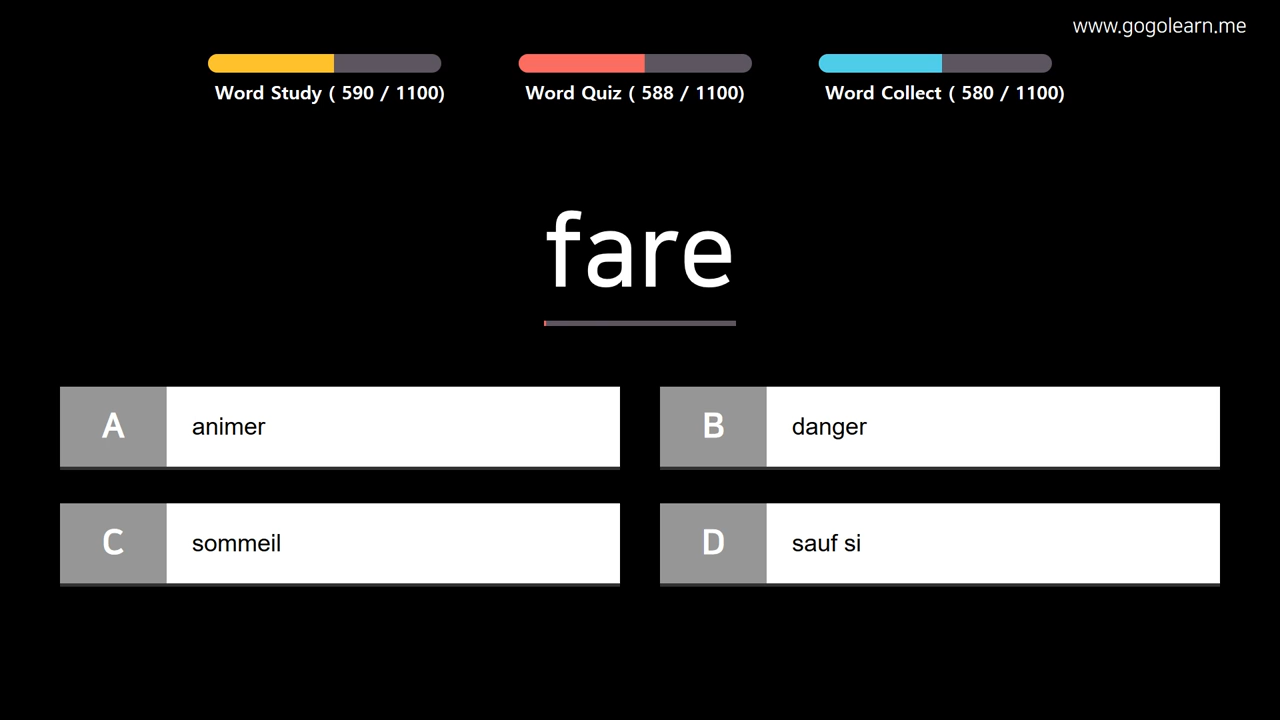 www.gogolearn.me
Word Study ( 590 / 1100)
Word Quiz ( 588 / 1100)
Word Collect ( 580 / 1100)
fare
A animer
B danger
C sommeil
D sauf si